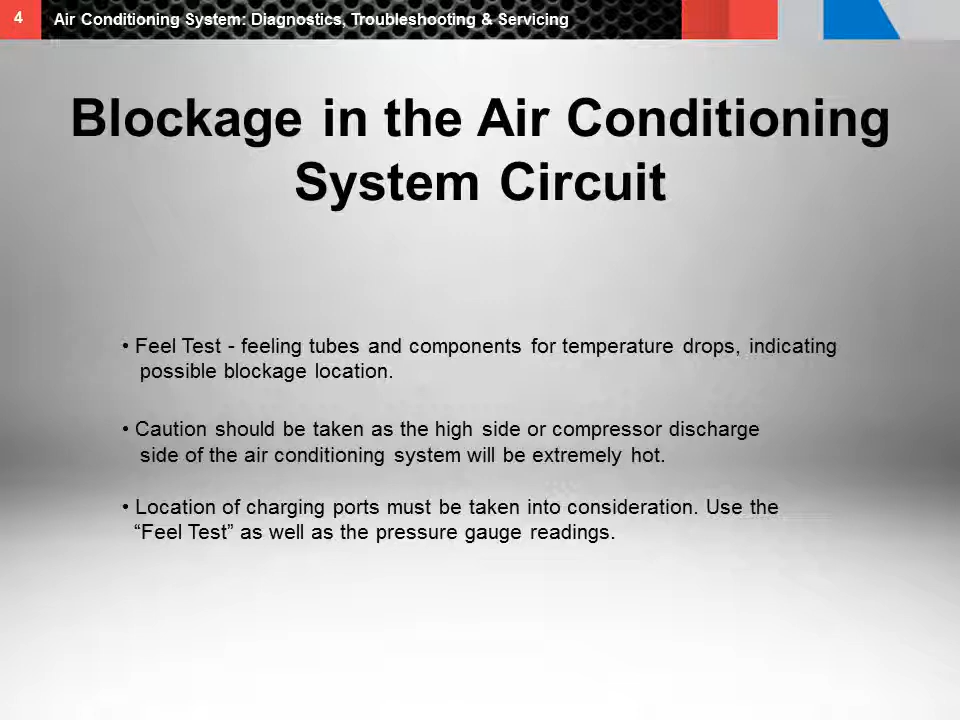 4
Air Conditioning System: Diagnostics, Troubleshooting & Servicing
Blockage in the Air Conditioning
System Circuit
• Feel Test - feeling tubes and components for temperature drops, indicating
possible blockage location.
• Caution should be taken as the high side or compressor discharge
side of the air conditioning system will be extremely hot.
• Location of charging ports must be taken into consideration. Use the
“Feel Test” as well as the pressure gauge readings.